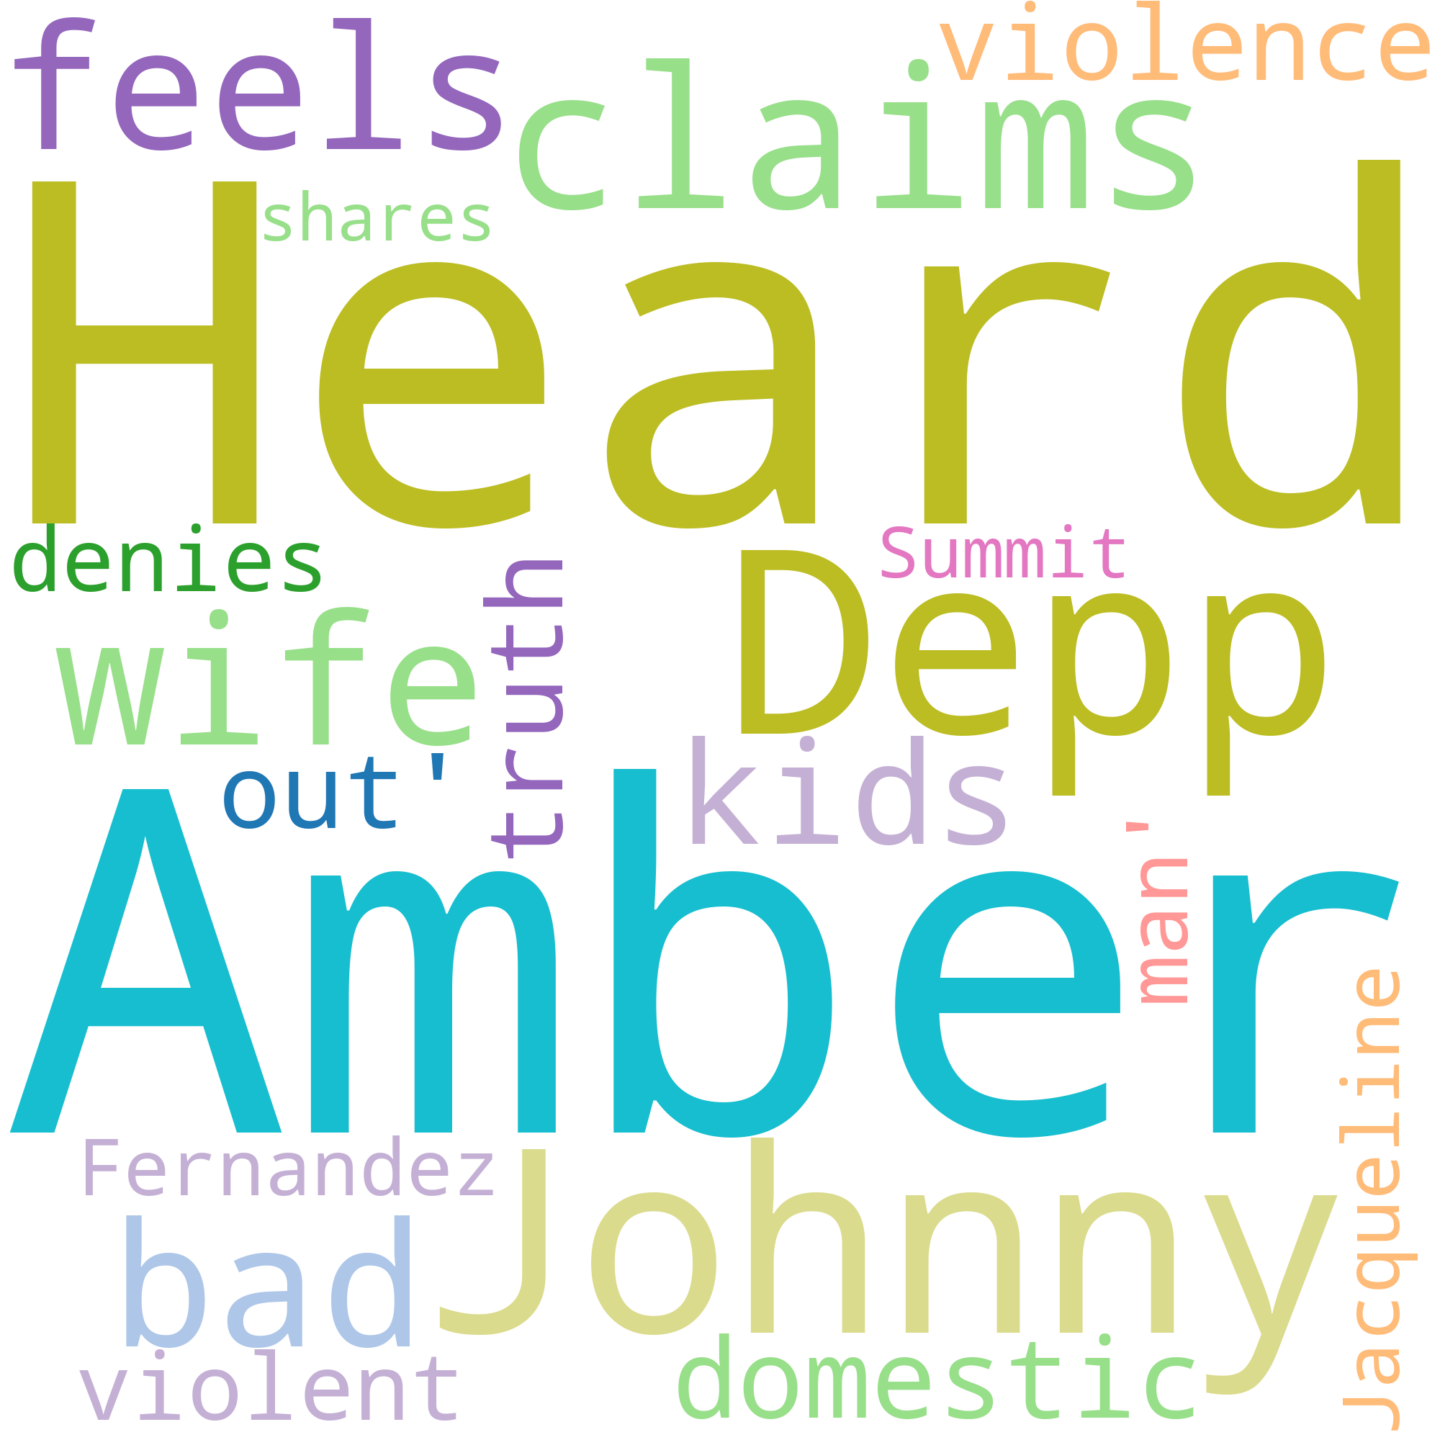 feels
violence
claims
shares
Heard
denies
Summit
truth
Depp
wife
out'
kids
man'
Amber
Jacqueline
Fernandez
Johnny
bad
domestic
violent